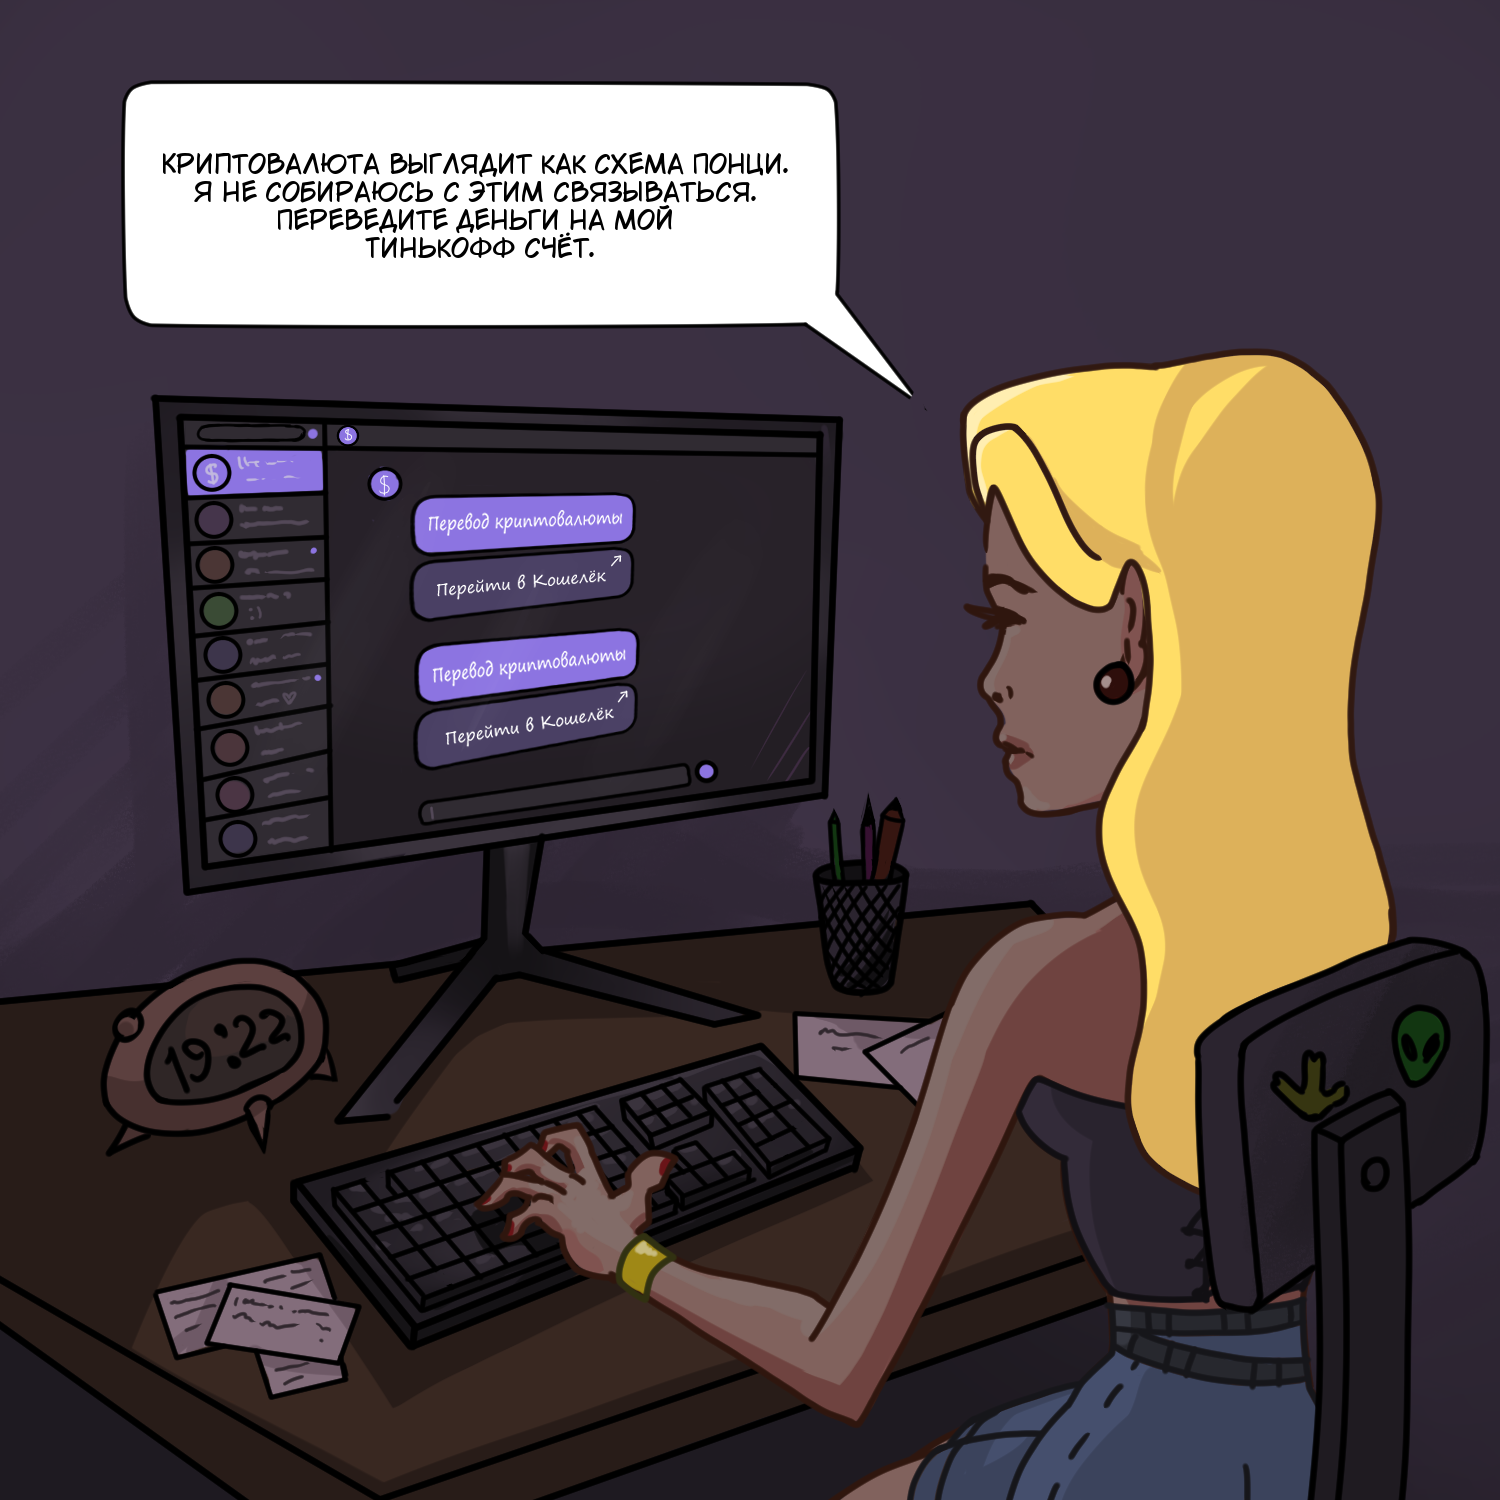 КРИПТОВАЛЮТА ВЫГЛЯДИТ КАК СХЕМА ПОНЦИ.
Я НЕ СОБИРАЮСЬ С ЭТИМ СВЯЗЫВАТЬСЯ.
ПЕРЕВЕДИТЕ ДЕНЬГИ НА МОЙ
ТИНЬКОФФ СЧЁТ.
$
$
$
Перевод криптовалюты
Перейти в Кошелёк
Перевод криптовалюты
Перейти в Кошелёк
:)
19:22